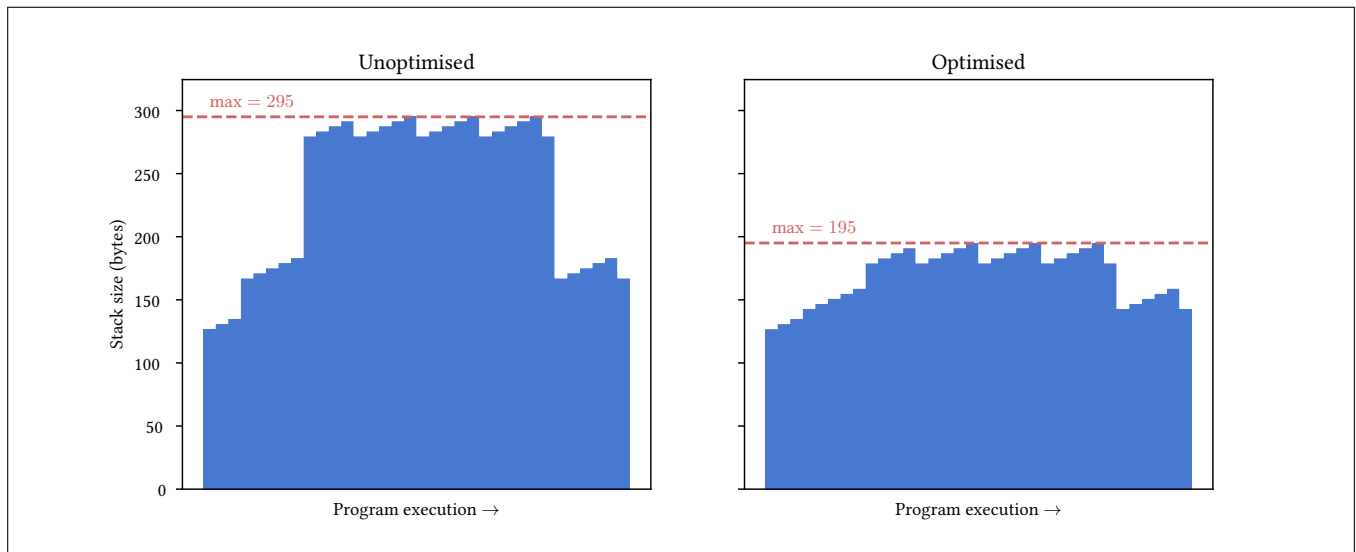 Unoptimised
max = 295
300
250
200
150
100
50
0
Stack size (bytes)
Program execution →
Optimised
max = 195
Program execution →